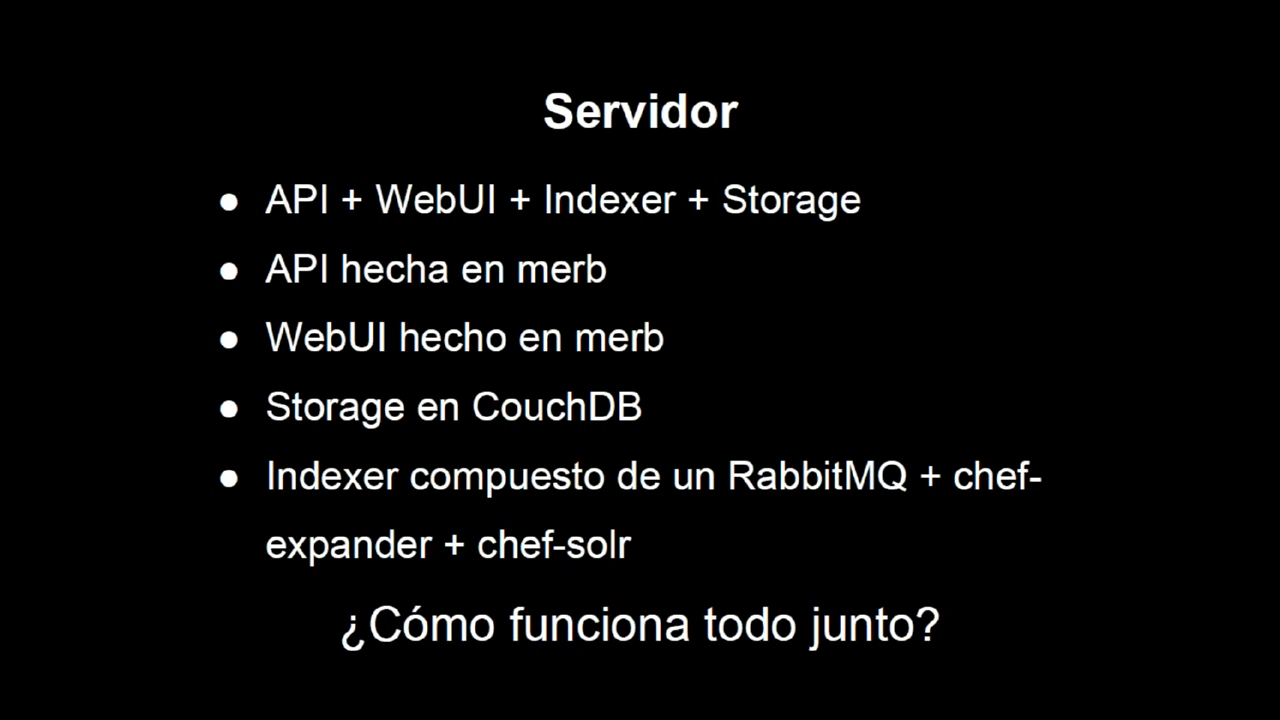 Servidor
● API + WebUI + Indexer + Storage
● API hecha en merb
● WebUI hecho en merb
● Storage en CouchDB
● Indexer compuesto de un RabbitMQ + chef-
expander + chef-solr
¿Cómo funciona todo junto?